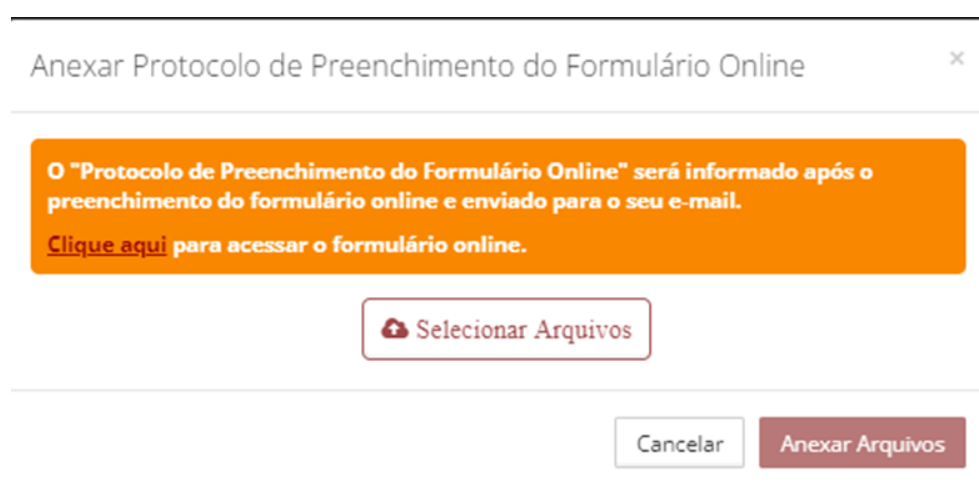 Anexar Protocolo de Preenchimento do Formulário Online ×
O "Protocolo de Preenchimento do Formulário Online" será informado após o
preenchimento do formulário online e enviado para o seu e-mail.
Clique aqui para acessar o formulário online.
Selecionar Arquivos
Cancelar Anexar Arquivos